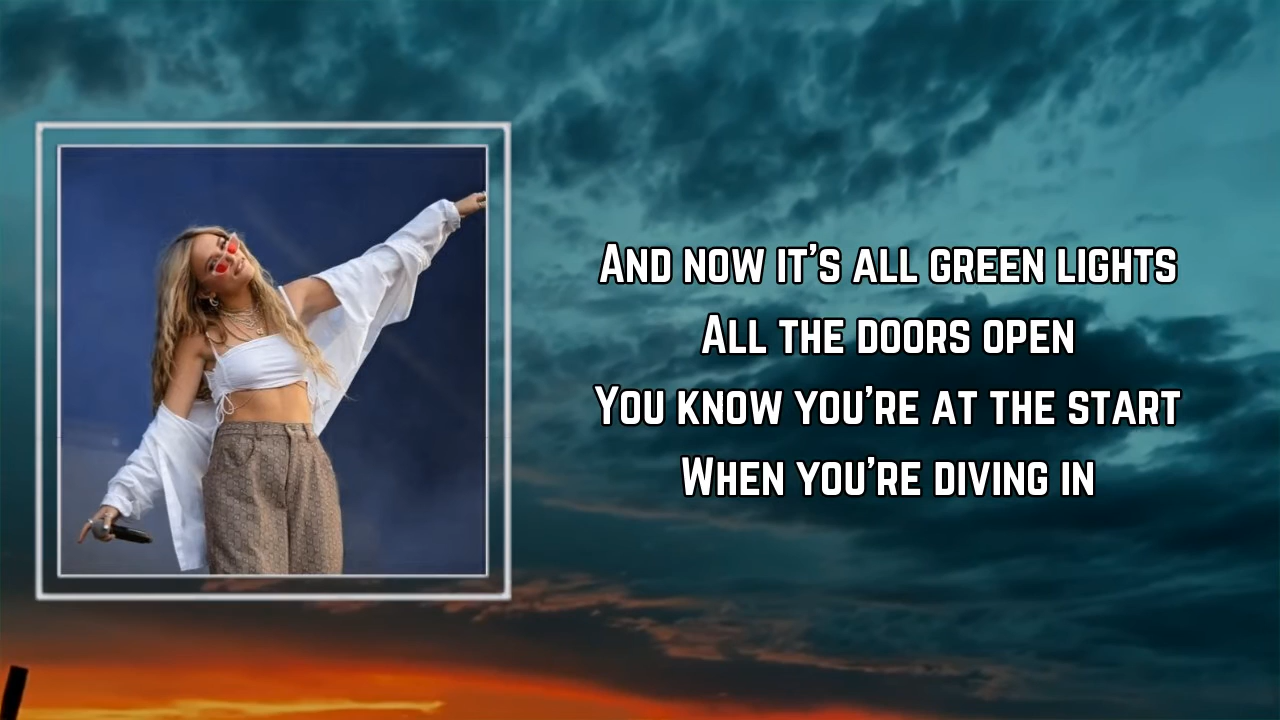 And now it's all green lights
All the doors open
You know you're at the start
When you're diving in